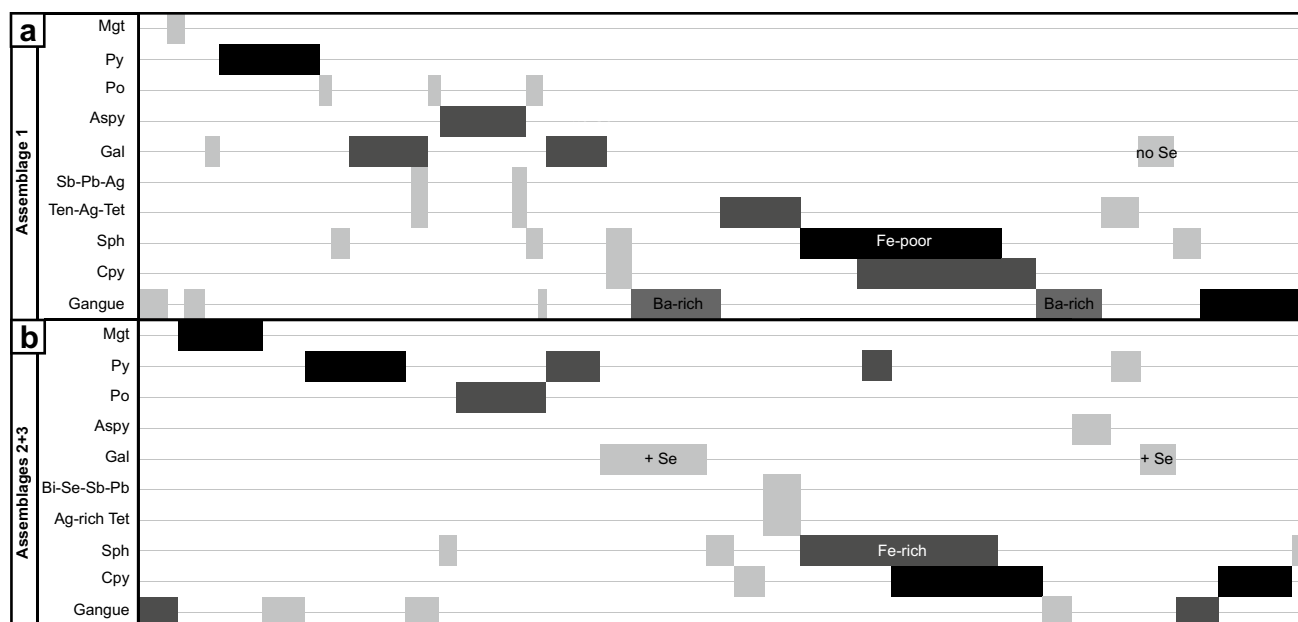 a
Assemblage 1
Mgt
Py
Po
Aspy
Gal
no Se
Sb-Pb-Ag
Ten-Ag-Tet
Sph
Fe-poor
Cpy
Gangue
Ba-rich
Ba-rich
b
Assemblages 2+3
Mgt
Py
Po
Aspy
Gal
+ Se
+ Se
Bi-Se-Sb-Pb
Ag-rich Tet
Sph
Fe-rich
Cpy
Gangue